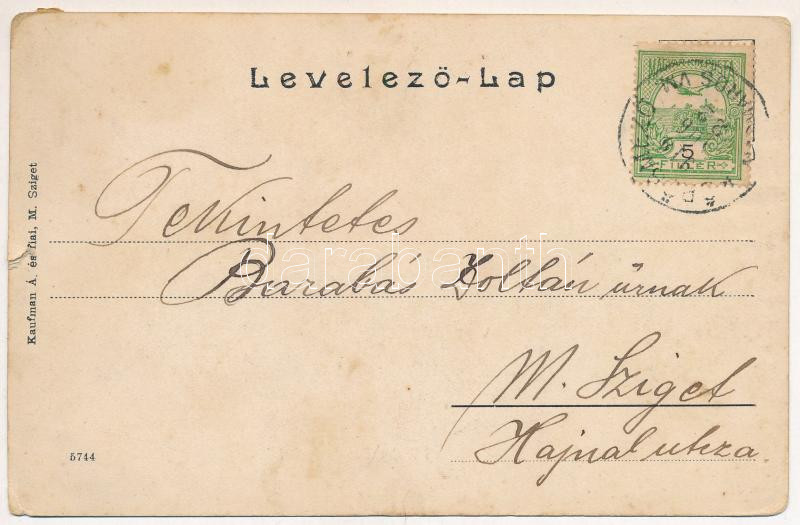 Levelező-Lap
MAGYAR KIR. POSTA
5
FILLÉR
Tekintetes
Barabás Zoltán úrnak
M. Sziget
Hajnal utcza
Kaufman Á. és fiai, M. Sziget
5744
darabanth